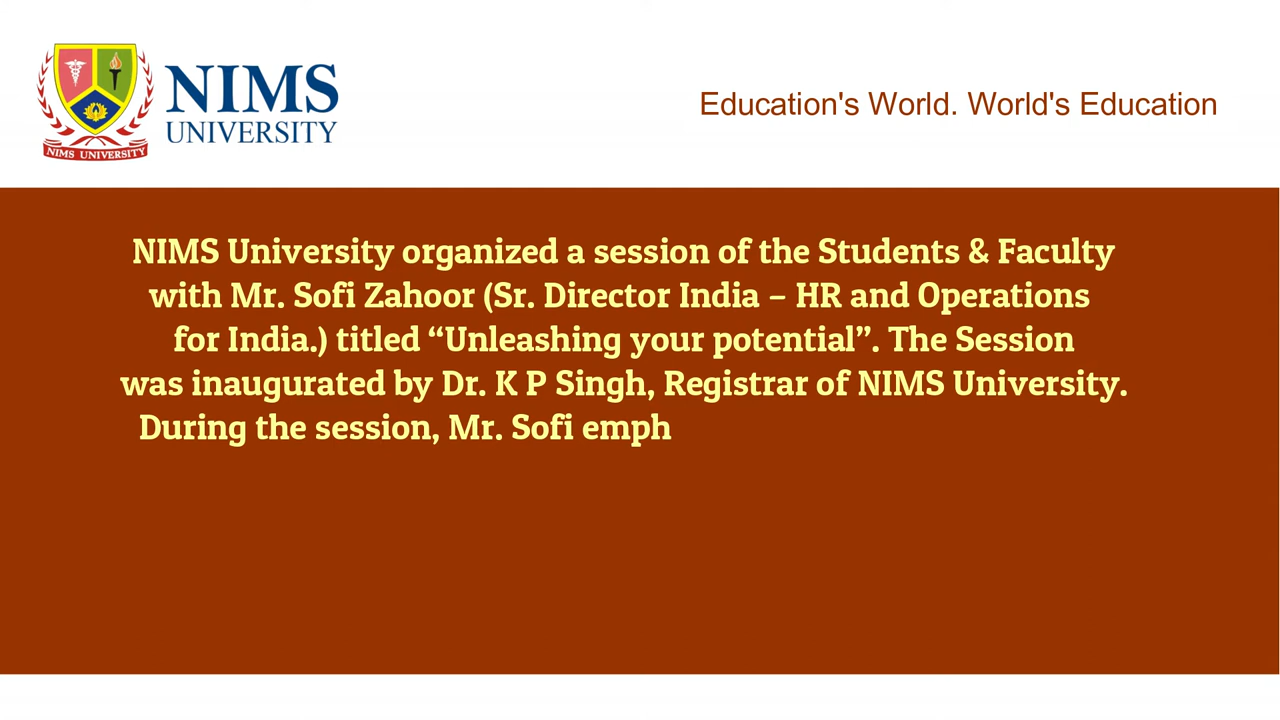 NIMS
UNIVERSITY
NIMS UNIVERSITY
Education's World. World's Education
NIMS University organized a session of the Students & Faculty
with Mr. Sofi Zahoor (Sr. Director India – HR and Operations
for India.) titled “Unleashing your potential”. The Session
was inaugurated by Dr. K P Singh, Registrar of NIMS University.
During the session, Mr. Sofi emph